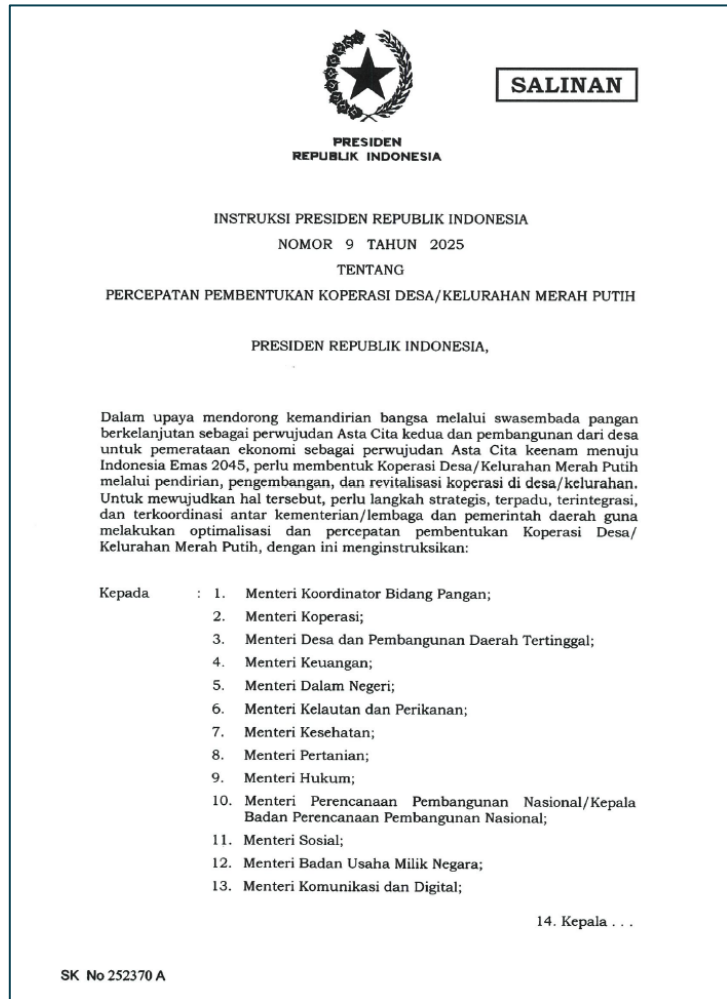 SALINAN
PRESIDEN
REPUBLIK INDONESIA
INSTRUKSI PRESIDEN REPUBLIK INDONESIA
NOMOR 9 TAHUN 2025
TENTANG
PERCEPATAN PEMBENTUKAN KOPERASI DESA/KELURAHAN MERAH PUTIH
PRESIDEN REPUBLIK INDONESIA,
Dalam upaya mendorong kemandirian bangsa melalui swasembada pangan
berkelanjutan sebagai perwujudan Asta Cita kedua dan pembangunan dari desa
untuk pemerataan ekonomi sebagai perwujudan Asta Cita keenam menuju
Indonesia Emas 2045, perlu membentuk Koperasi Desa/Kelurahan Merah Putih
melalui pendirian, pengembangan, dan revitalisasi koperasi di desa/kelurahan.
Untuk mewujudkan hal tersebut, perlu langkah strategis, terpadu, terintegrasi,
dan terkoordinasi antar kementerian/lembaga dan pemerintah daerah guna
melakukan optimalisasi dan percepatan pembentukan Koperasi Desa/
Kelurahan Merah Putih, dengan ini menginstruksikan:
Kepada : 1. Menteri Koordinator Bidang Pangan;
2. Menteri Koperasi;
3. Menteri Desa dan Pembangunan Daerah Tertinggal;
4. Menteri Keuangan;
5. Menteri Dalam Negeri;
6. Menteri Kelautan dan Perikanan;
7. Menteri Kesehatan;
8. Menteri Pertanian;
9. Menteri Hukum;
10. Menteri Perencanaan Pembangunan Nasional/Kepala
Badan Perencanaan Pembangunan Nasional;
11. Menteri Sosial;
12. Menteri Badan Usaha Milik Negara;
13. Menteri Komunikasi dan Digital;
14. Kepala . . .
SK No 252370 A